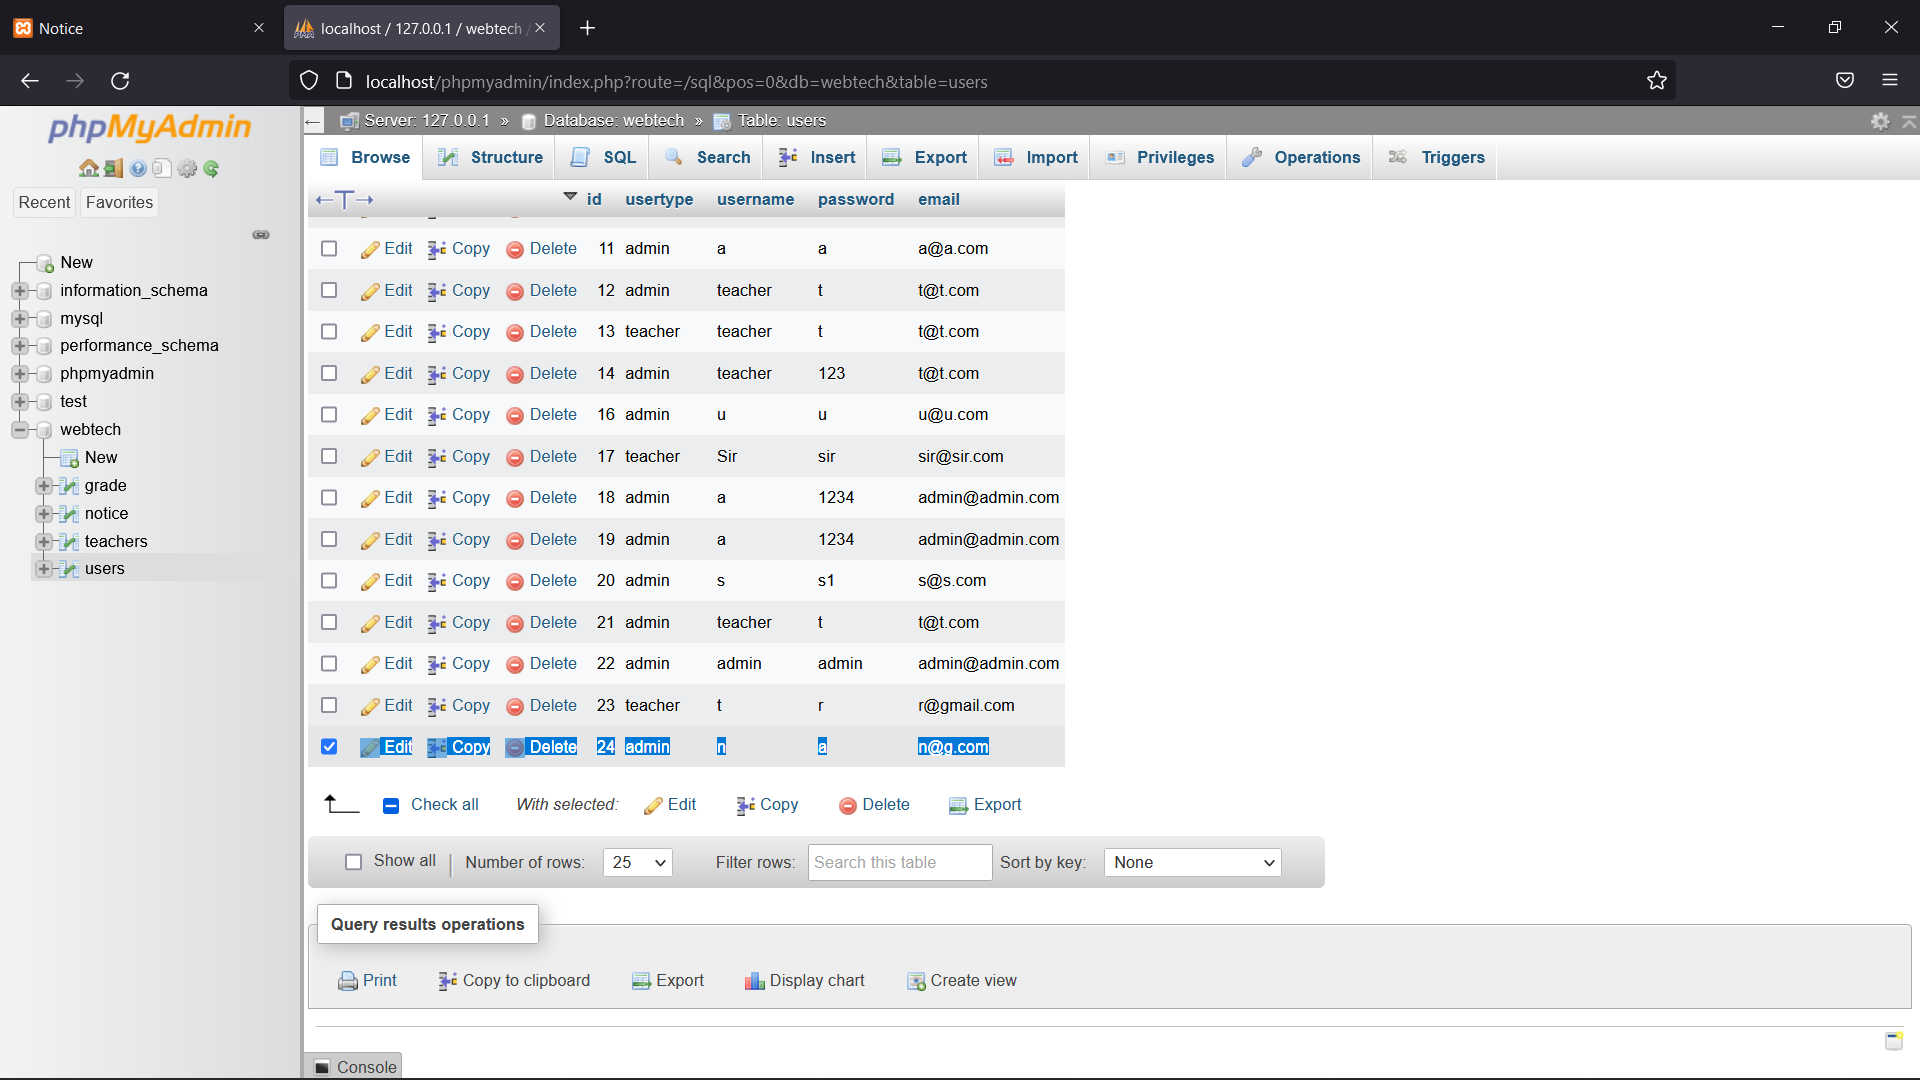 Notice
localhost / 127.0.0.1 / webtech /
localhost/phpmyadmin/index.php?route=/sql&pos=0&db=webtech&table=users
phpMyAdmin
Recent Favorites
New
information_schema
mysql
performance_schema
phpmyadmin
test
webtech
New
grade
notice
teachers
users
Server: 127.0.0.1 » Database: webtech » Table: users
Browse Structure SQL Search Insert Export Import Privileges Operations Triggers
id usertype username password email
Edit Copy Delete 11 admin a a a@a.com
Edit Copy Delete 12 admin teacher t t@t.com
Edit Copy Delete 13 teacher teacher t t@t.com
Edit Copy Delete 14 admin teacher 123 t@t.com
Edit Copy Delete 16 admin u u u@u.com
Edit Copy Delete 17 teacher Sir sir sir@sir.com
Edit Copy Delete 18 admin a 1234 admin@admin.com
Edit Copy Delete 19 admin a 1234 admin@admin.com
Edit Copy Delete 20 admin s s1 s@s.com
Edit Copy Delete 21 admin teacher t t@t.com
Edit Copy Delete 22 admin admin admin admin@admin.com
Edit Copy Delete 23 teacher t r r@gmail.com
Edit Copy Delete 24 admin n a n@g.com
Check all With selected: Edit Copy Delete Export
Show all Number of rows: 25 Filter rows: Search this table Sort by key: None
Query results operations
Print Copy to clipboard Export Display chart Create view
Console